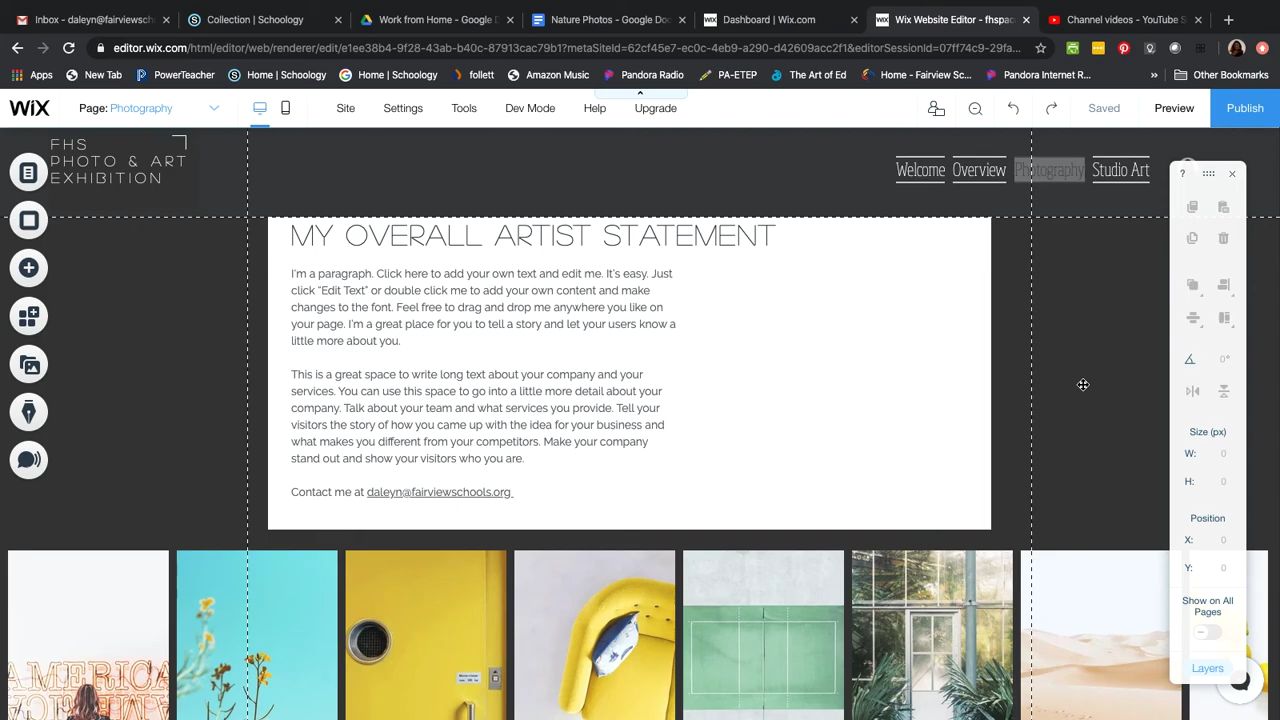 Inbox - daleyn@fairviewsch
Collection | Schoology
Work from Home - Google D
Nature Photos - Google Doc
Dashboard | Wix.com
Wix Website Editor - fhspac
Channel videos - YouTube S
editor.wix.com/html/editor/web/renderer/edit/e1ee38b4-9f28-43ab-b40c-87913cac79b1?metaSiteId=62cf45e7-ec0c-4eb9-a290-d42609acc2f1&editorSessionId=07ff74c9-29fa...
Apps
New Tab
PowerTeacher
Home | Schoology
Home | Schoology
follett
Amazon Music
Pandora Radio
PA-ETEP
The Art of Ed
Home - Fairview Sc...
Pandora Internet R...
»
Other Bookmarks
WiX
Page: Photography
Site
Settings
Tools
Dev Mode
Help
Upgrade
Saved
Preview
Publish
FHS
PHOTO & ART
EXHIBITION
Welcome
Overview
Photography
Studio Art
MY OVERALL ARTIST STATEMENT
I'm a paragraph. Click here to add your own text and edit me. It's easy. Just
click “Edit Text” or double click me to add your own content and make
changes to the font. Feel free to drag and drop me anywhere you like on
your page. I'm a great place for you to tell a story and let your users know a
little more about you.
This is a great space to write long text about your company and your
services. You can use this space to go into a little more detail about your
company. Talk about your team and what services you provide. Tell your
visitors the story of how you came up with the idea for your business and
what makes you different from your competitors. Make your company
stand out and show your visitors who you are.
Contact me at daleyn@fairviewschools.org
?
0°
Size (px)
W: 0
H: 0
Position
X: 0
Y: 0
Show on All
Pages
Layers
AMERICA